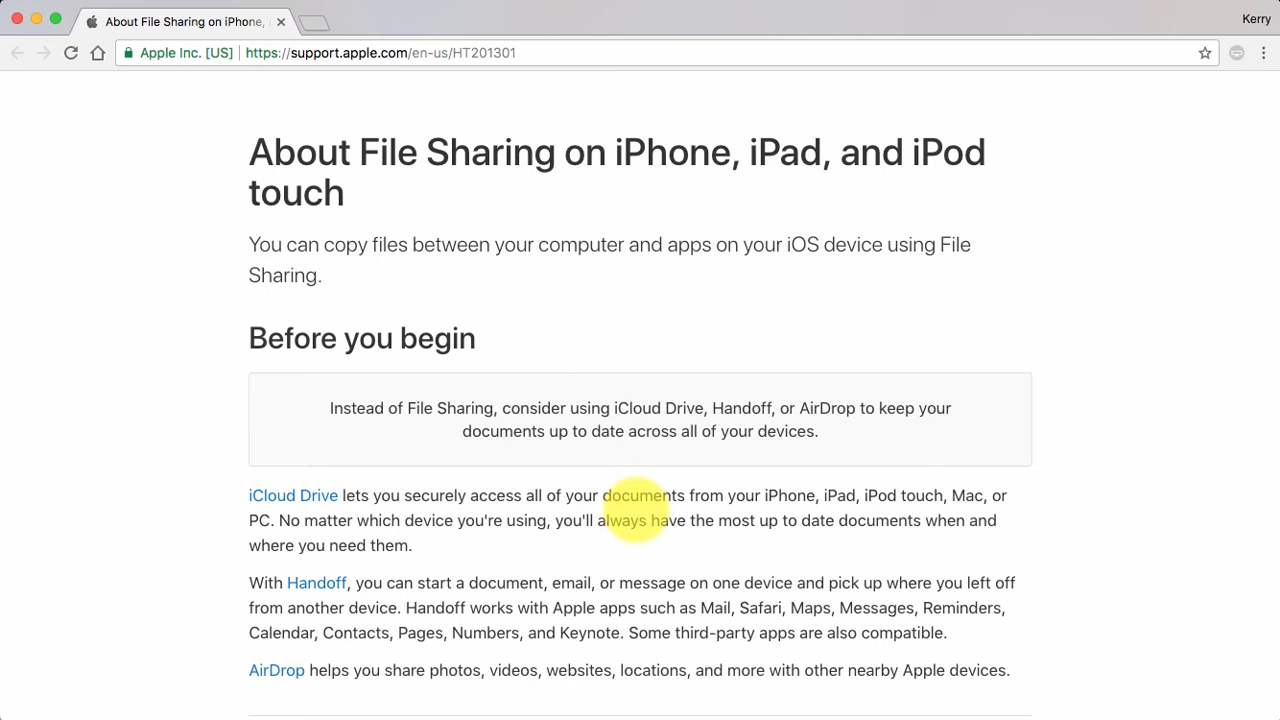 About File Sharing on iPhone,
Kerry
Apple Inc. [US]
https://support.apple.com/en-us/HT201301
About File Sharing on iPhone, iPad, and iPod
touch
You can copy files between your computer and apps on your iOS device using File
Sharing.
Before you begin
Instead of File Sharing, consider using iCloud Drive, Handoff, or AirDrop to keep your
documents up to date across all of your devices.
iCloud Drive lets you securely access all of your documents from your iPhone, iPad, iPod touch, Mac, or
PC. No matter which device you're using, you'll always have the most up to date documents when and
where you need them.
With Handoff, you can start a document, email, or message on one device and pick up where you left off
from another device. Handoff works with Apple apps such as Mail, Safari, Maps, Messages, Reminders,
Calendar, Contacts, Pages, Numbers, and Keynote. Some third-party apps are also compatible.
AirDrop helps you share photos, videos, websites, locations, and more with other nearby Apple devices.